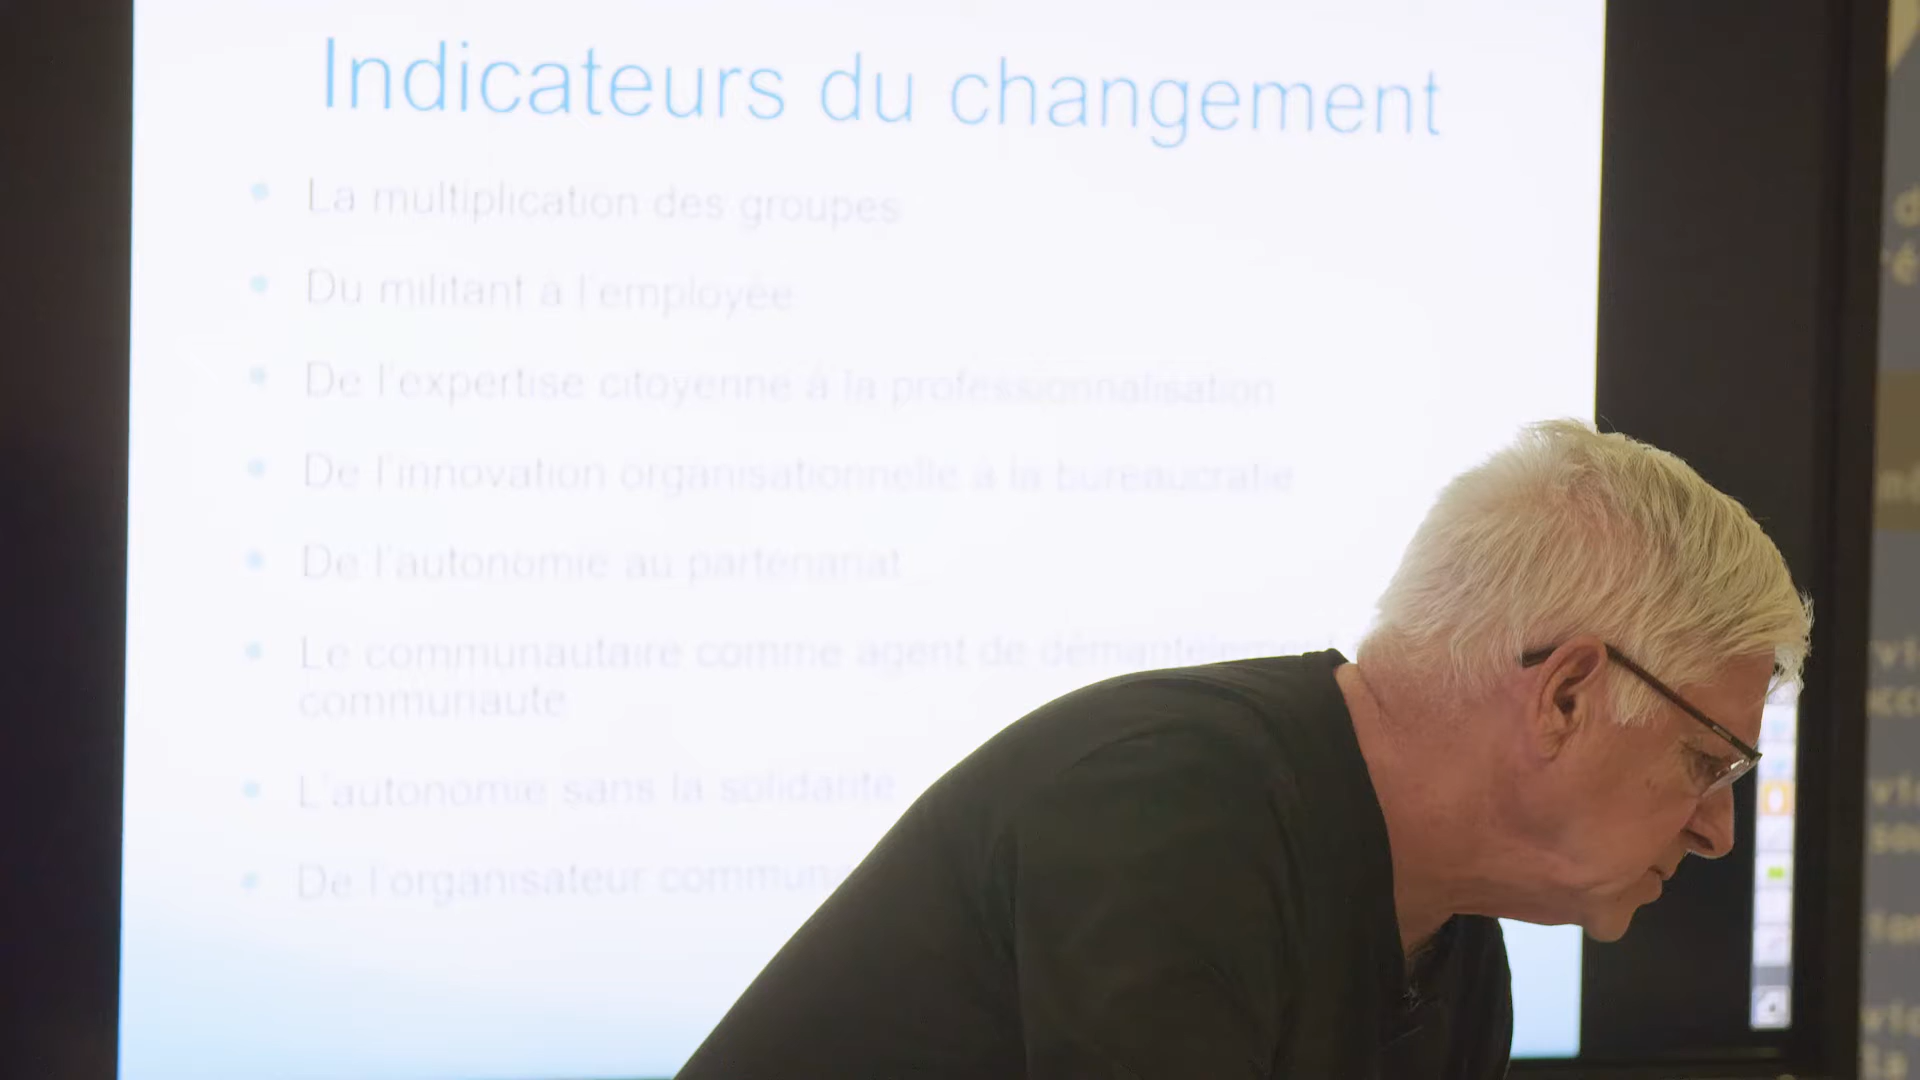 Indicateurs du changement
La multiplication des groupes
Du militant à l'employée
De l'expertise citoyenne à la professionnalisation
De l'innovation organisationnelle à la bureaucratie
De l'autonomie au partenariat
Le communautaire comme agent de démantèlement
communauté
L'autonomie sans la solidarité
De l'organisateur